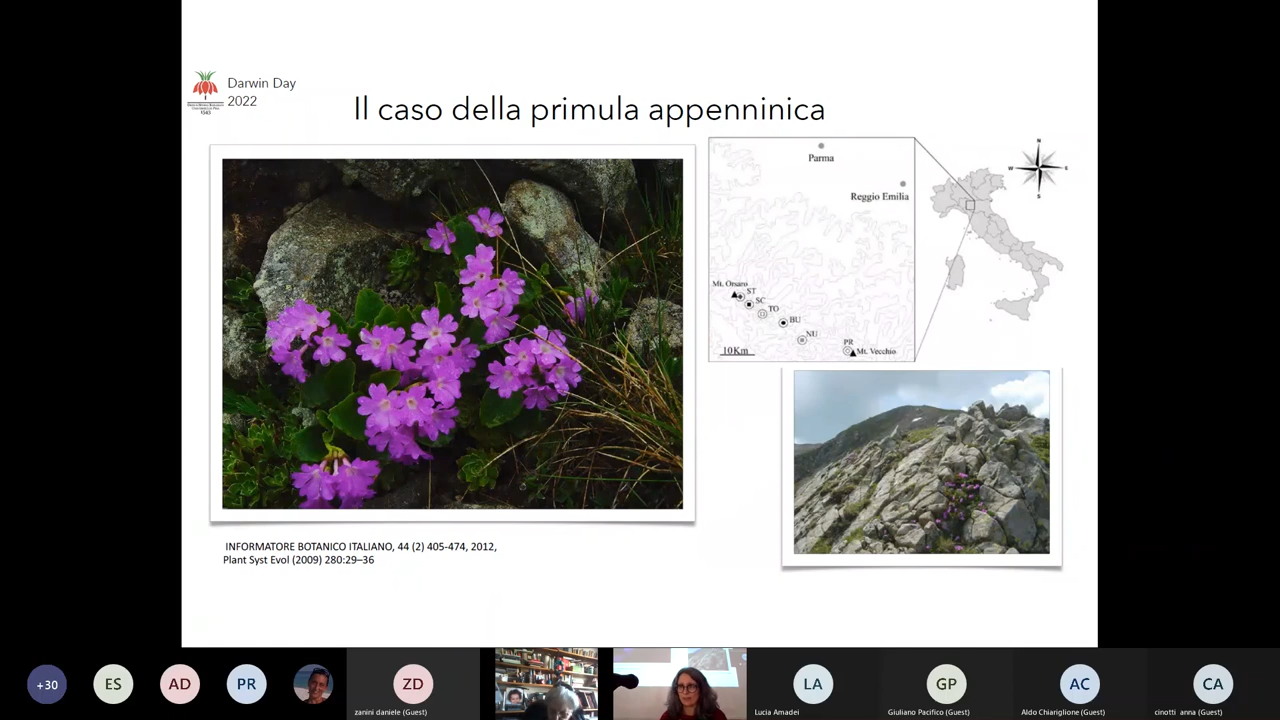 Darwin Day
2022
Il caso della primula appenninica
N
W
S
Parma
Reggio Emilia
Mt. Orsaro
ST
SC
TO
BU
NU
PR
Mt. Vecchio
10Km
INFORMATORE BOTANICO ITALIANO, 44 (2) 405-474, 2012,
Plant Syst Evol (2009) 280:29–36
+30
ES
AD
PR
ZD
LA
GP
AC
CA
zanini daniele (Guest)
Lucia Amadei
Giuliano Pacifico (Guest)
Aldo Chiariglione (Guest)
cinotti anna (Guest)